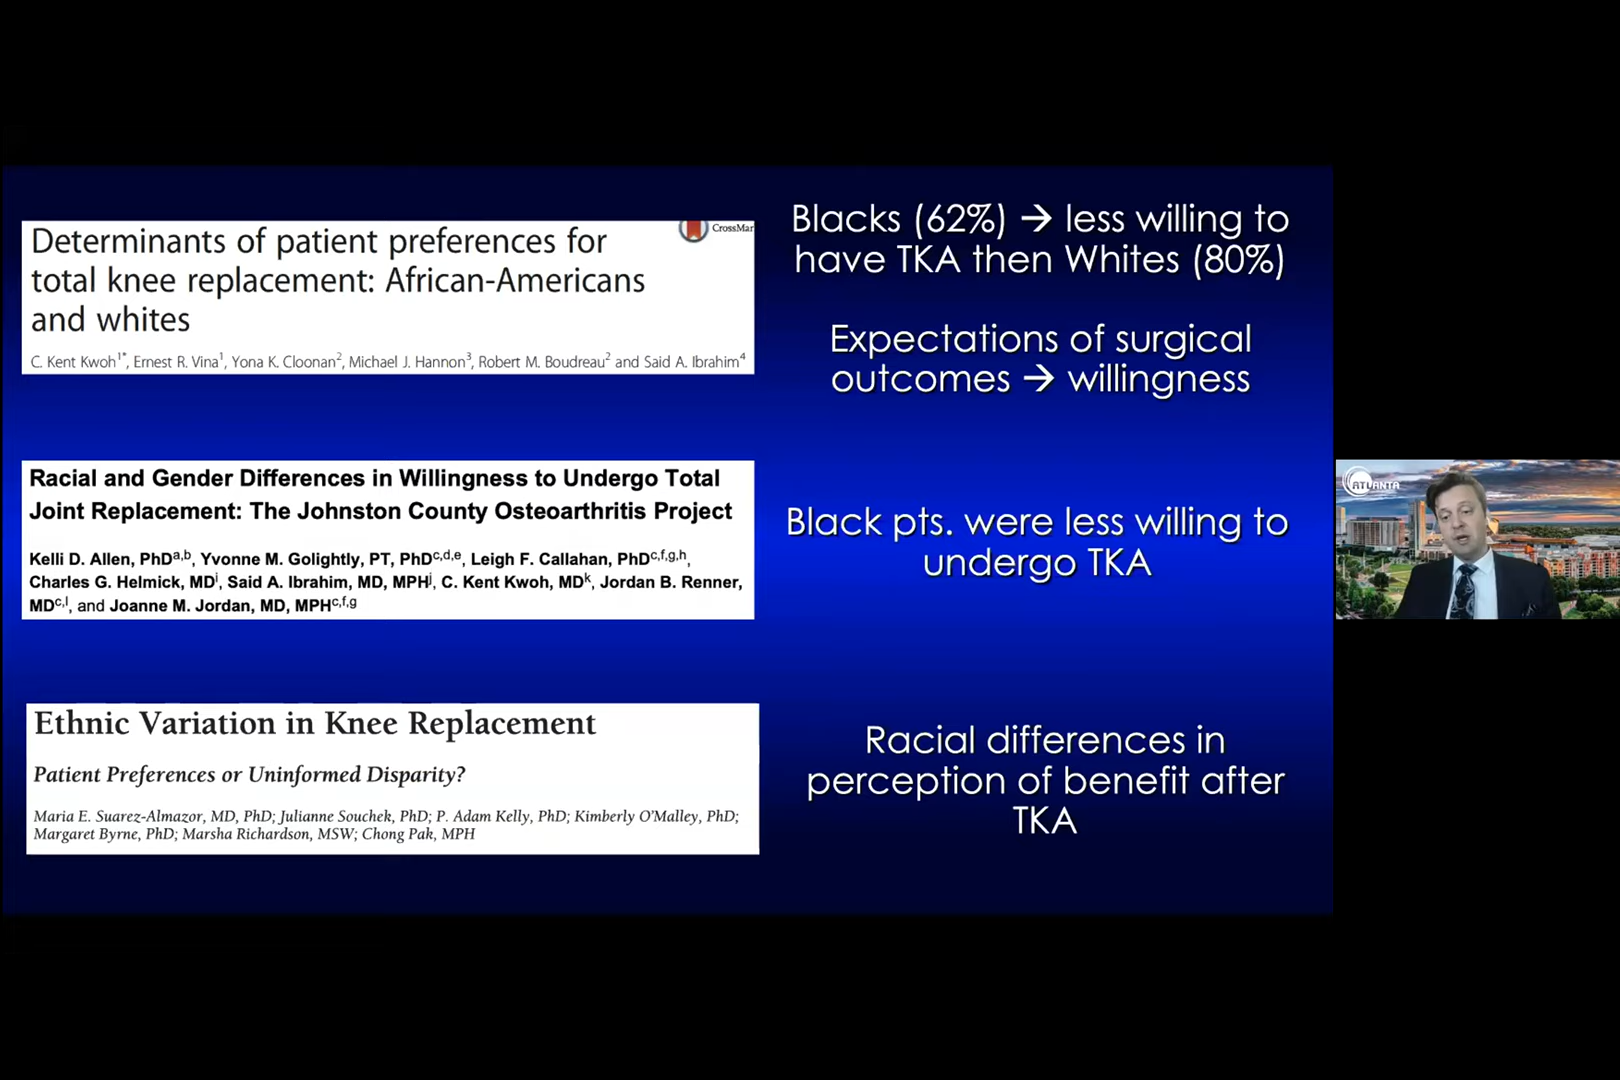 Determinants of patient preferences for
total knee replacement: African-Americans
and whites
CrossMar
C. Kent Kwoh1*, Ernest R. Vina1, Yona K. Cloonan2, Michael J. Hannon3, Robert M. Boudreau2 and Said A. Ibrahim4
Blacks (62%) → less willing to
have TKA then Whites (80%)
Expectations of surgical
outcomes → willingness
Racial and Gender Differences in Willingness to Undergo Total
Joint Replacement: The Johnston County Osteoarthritis Project
Kelli D. Allen, PhDa,b, Yvonne M. Golightly, PT, PhDc,d,e, Leigh F. Callahan, PhDc,f,g,h,
Charles G. Helmick, MDi, Said A. Ibrahim, MD, MPHj, C. Kent Kwoh, MDk, Jordan B. Renner,
MDc,l, and Joanne M. Jordan, MD, MPHc,f,g
Black pts. were less willing to
undergo TKA
ATLANTA
Ethnic Variation in Knee Replacement
Patient Preferences or Uninformed Disparity?
Maria E. Suarez-Almazor, MD, PhD; Julianne Souchek, PhD; P. Adam Kelly, PhD; Kimberly O'Malley, PhD;
Margaret Byrne, PhD; Marsha Richardson, MSW; Chong Pak, MPH
Racial differences in
perception of benefit after
TKA